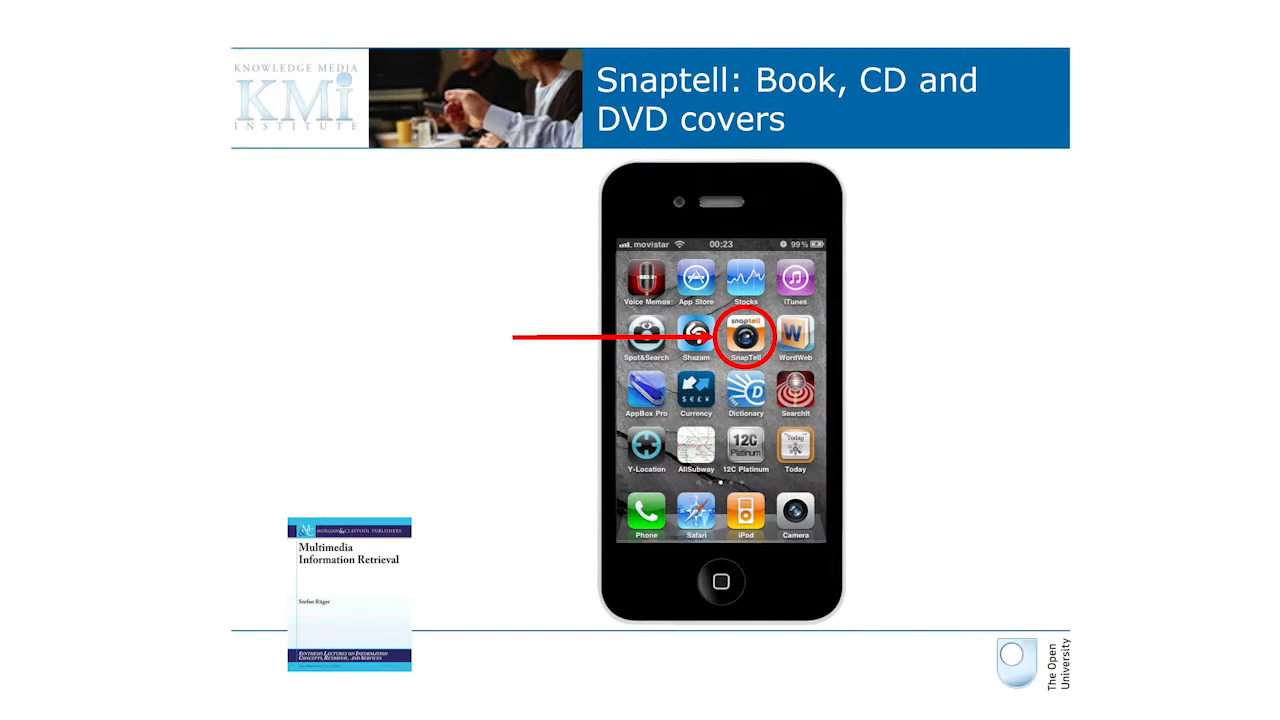 KNOWLEDGE MEDIA
KMi
INSTITUTE
Snaptell: Book, CD and
DVD covers
movistar 00:23 99%
Voice Memos App Store Stocks iTunes
snaptell
W
Spot&Search Shazam SnapTell WordWeb
$ € £ ¥
D
AppBox Pro Currency Dictionary SearchIt
12C
Platinum
Today
Y-Location AllSubway 12C Platinum Today
Phone Safari iPod Camera
MORGAN & CLAYPOOL PUBLISHERS
Multimedia
Information Retrieval
Stefan Rüger
SYNTHESIS LECTURES ON INFORMATION
CONCEPTS, RETRIEVAL, AND SERVICES
The Open
University